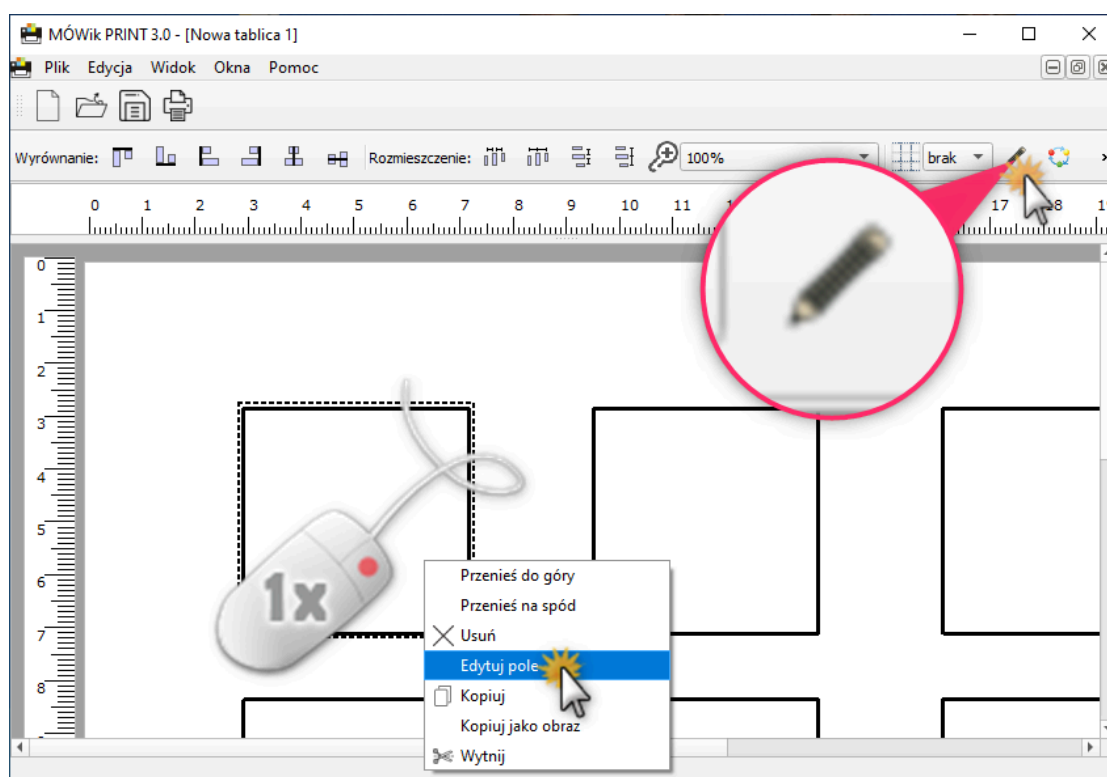 MÓWik PRINT 3.0 - [Nowa tablica 1]
Plik Edycja Widok Okna Pomoc
Wyrównanie: Rozmieszczenie: 100% brak
0 1 2 3 4 5 6 7 8 9 10 11 17 18
0
1
2
3
4
5
6
7
8
1x
Przenieś do góry
Przenieś na spód
Usuń
Edytuj pole
Kopiuj
Kopiuj jako obraz
Wytnij